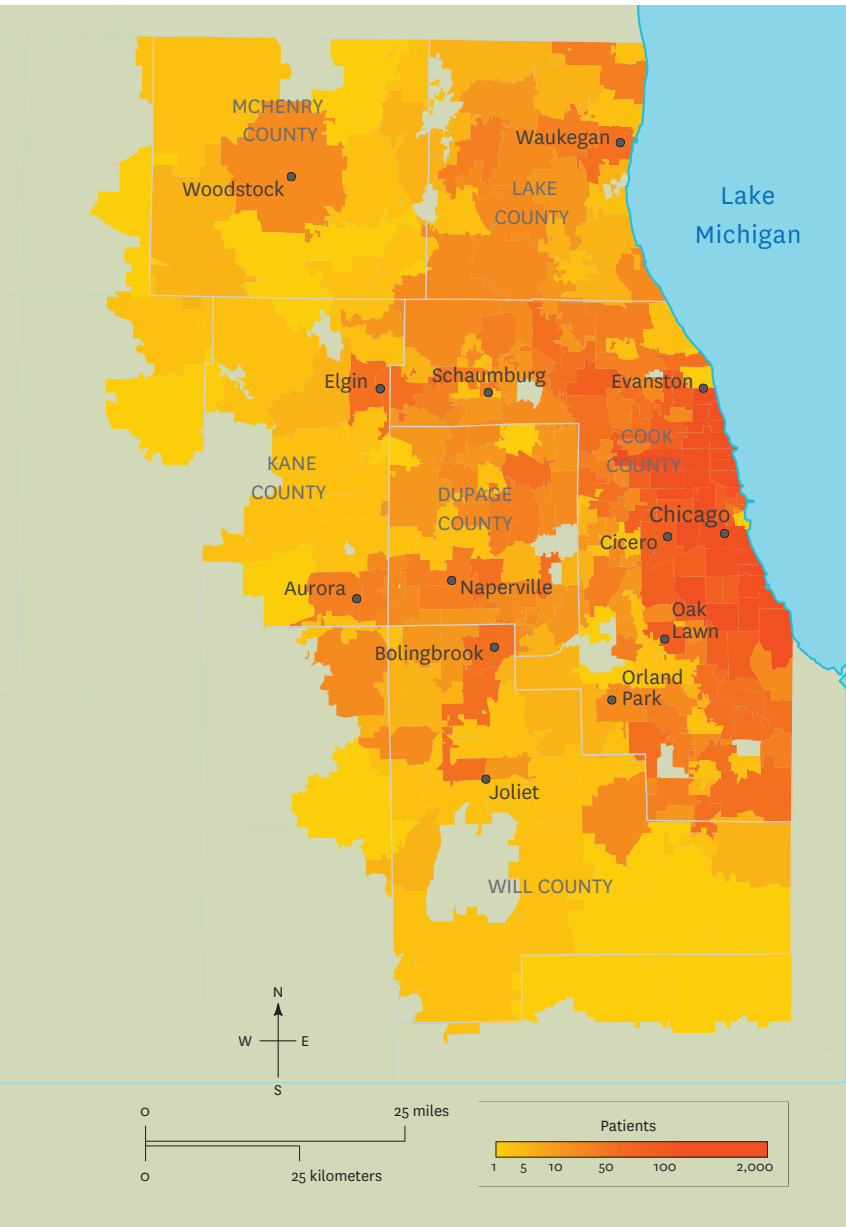 MCHENRY
COUNTY
Waukegan
Woodstock
LAKE
COUNTY
Lake
Michigan
Elgin
Schaumburg
Evanston
KANE
COUNTY
DUPAGE
COUNTY
COOK
COUNTY
Chicago
Cicero
Aurora
Naperville
Oak
Lawn
Bolingbrook
Orland
Park
Joliet
WILL COUNTY
N
W E
S
0 25 miles
0 25 kilometers
Patients
1 5 10 50 100 2,000